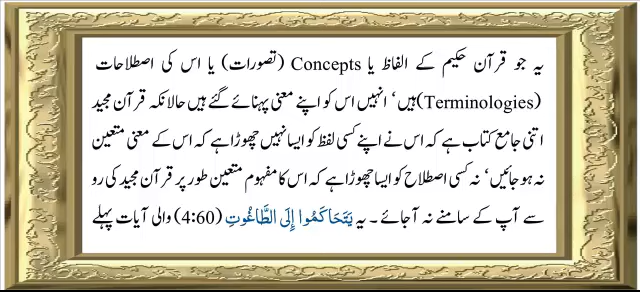 یہ جو قرآن حکیم کے الفاظ یا Concepts (تصورات) یا اس کی اصطلاحات
(Terminologies) ہیں، انہیں اس کو اپنے معنی پہنائے گئے ہیں حالانکہ قرآن مجید
اتنی جامع کتاب ہے کہ اس نے اپنے کسی لفظ کو ایسا نہیں چھوڑا ہے کہ اس کے معنی متعین
نہ ہو جائیں، نہ کسی اصطلاح کو ایسا چھوڑا ہے کہ اس کا مفہوم متعین طور پر قرآن مجید کی رو
سے آپ کے سامنے نہ آ جائے ۔ یہ يَتَحَاكَمُوا إِلَى الطَّاغُوتِ (4:60) والی آیات پہلے